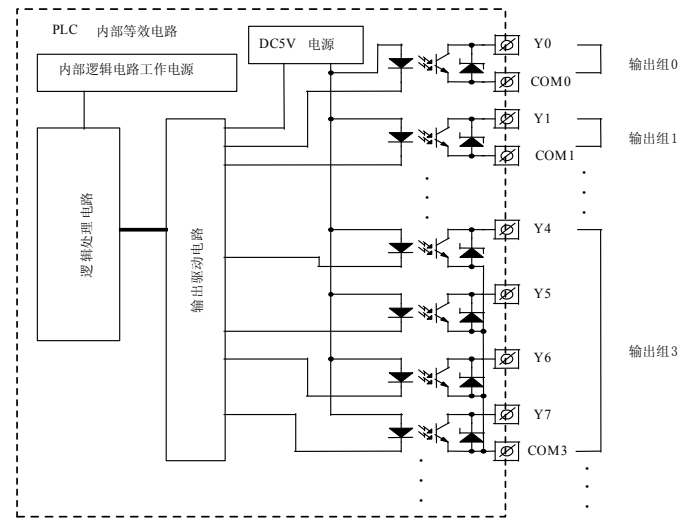 PLC 内部等效电路
DC5V 电源
内部逻辑电路工作电源
逻辑处理电路
输出驱动电路
Y0
COM0
输出组0
Y1
COM1
输出组1
Y4
Y5
Y6
Y7
COM3
输出组3